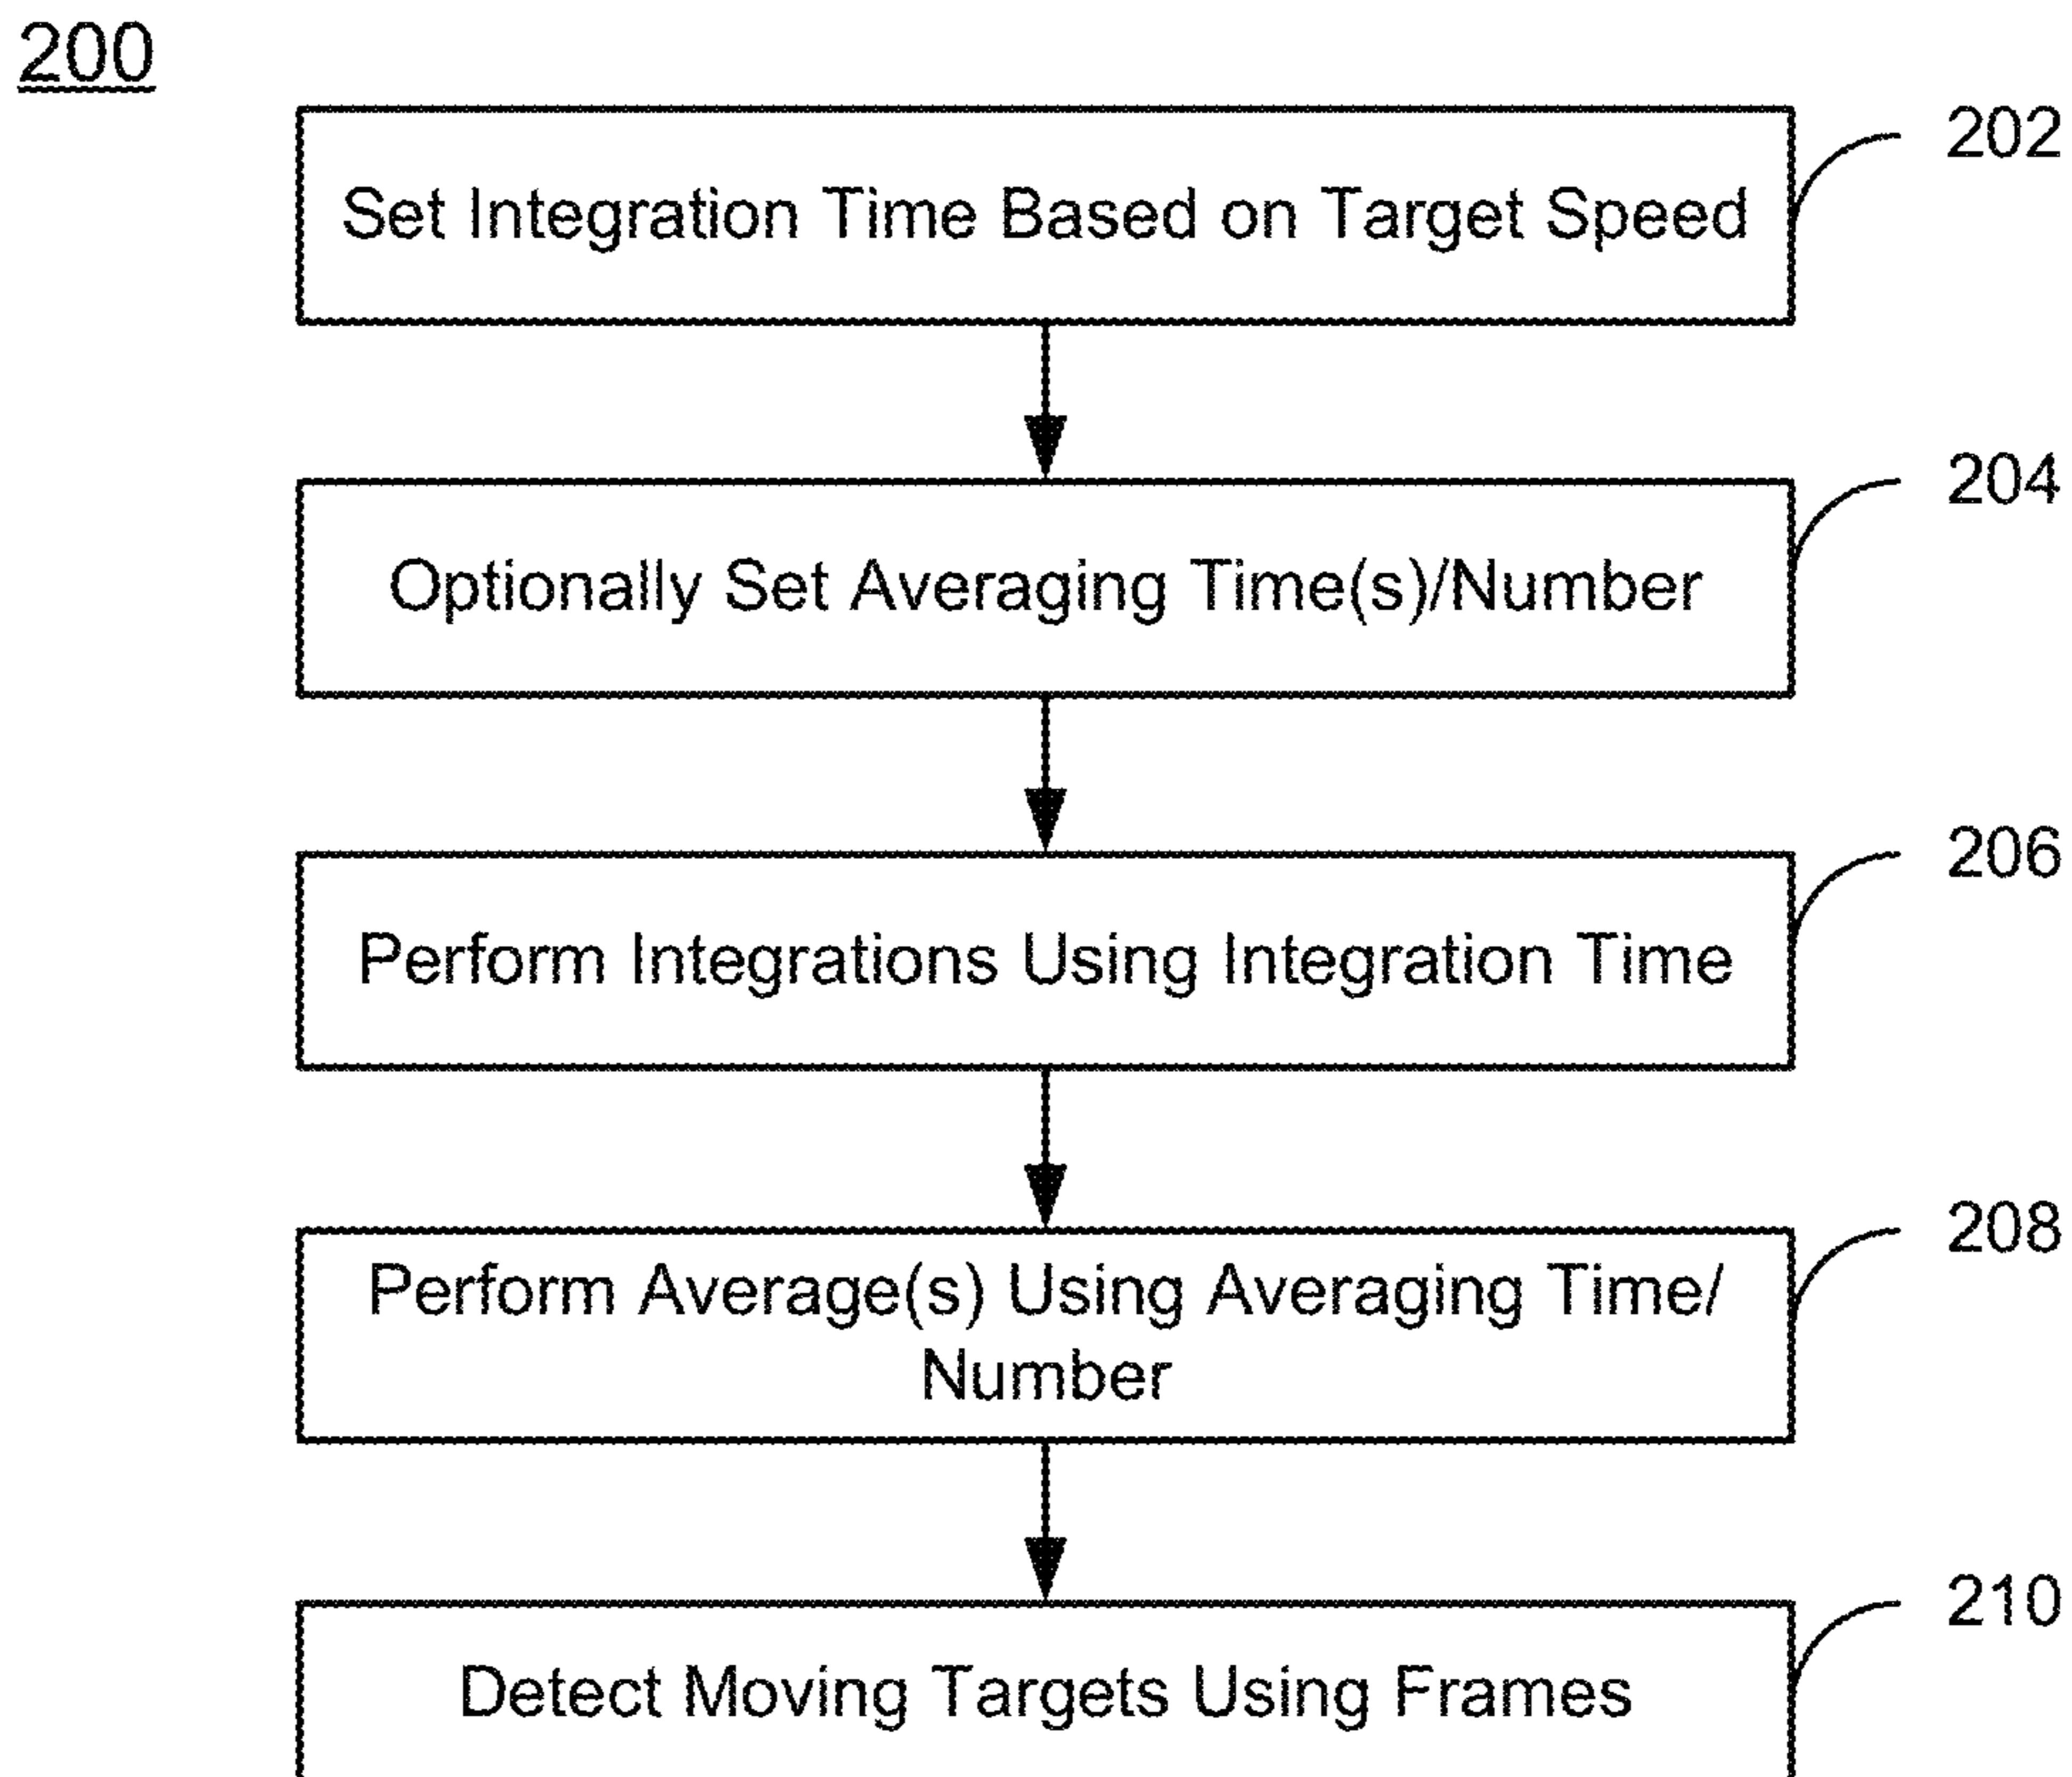 200
Set Integration Time Based on Target Speed
202
Optionally Set Averaging Time(s)/Number
204
Perform Integrations Using Integration Time
206
Perform Average(s) Using Averaging Time/
Number
208
Detect Moving Targets Using Frames
210